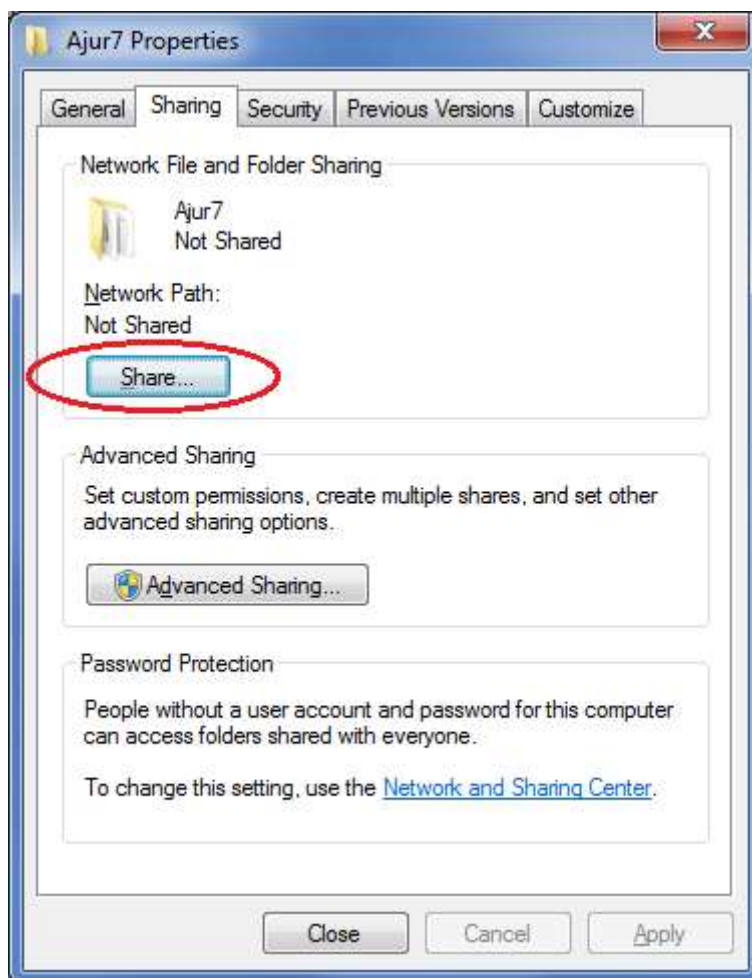 Ajur7 Properties
General Sharing Security Previous Versions Customize
Network File and Folder Sharing
Ajur7
Not Shared
Network Path:
Not Shared
Share...
Advanced Sharing
Set custom permissions, create multiple shares, and set other
advanced sharing options.
Advanced Sharing...
Password Protection
People without a user account and password for this computer
can access folders shared with everyone.
To change this setting, use the Network and Sharing Center.
Close Cancel Apply